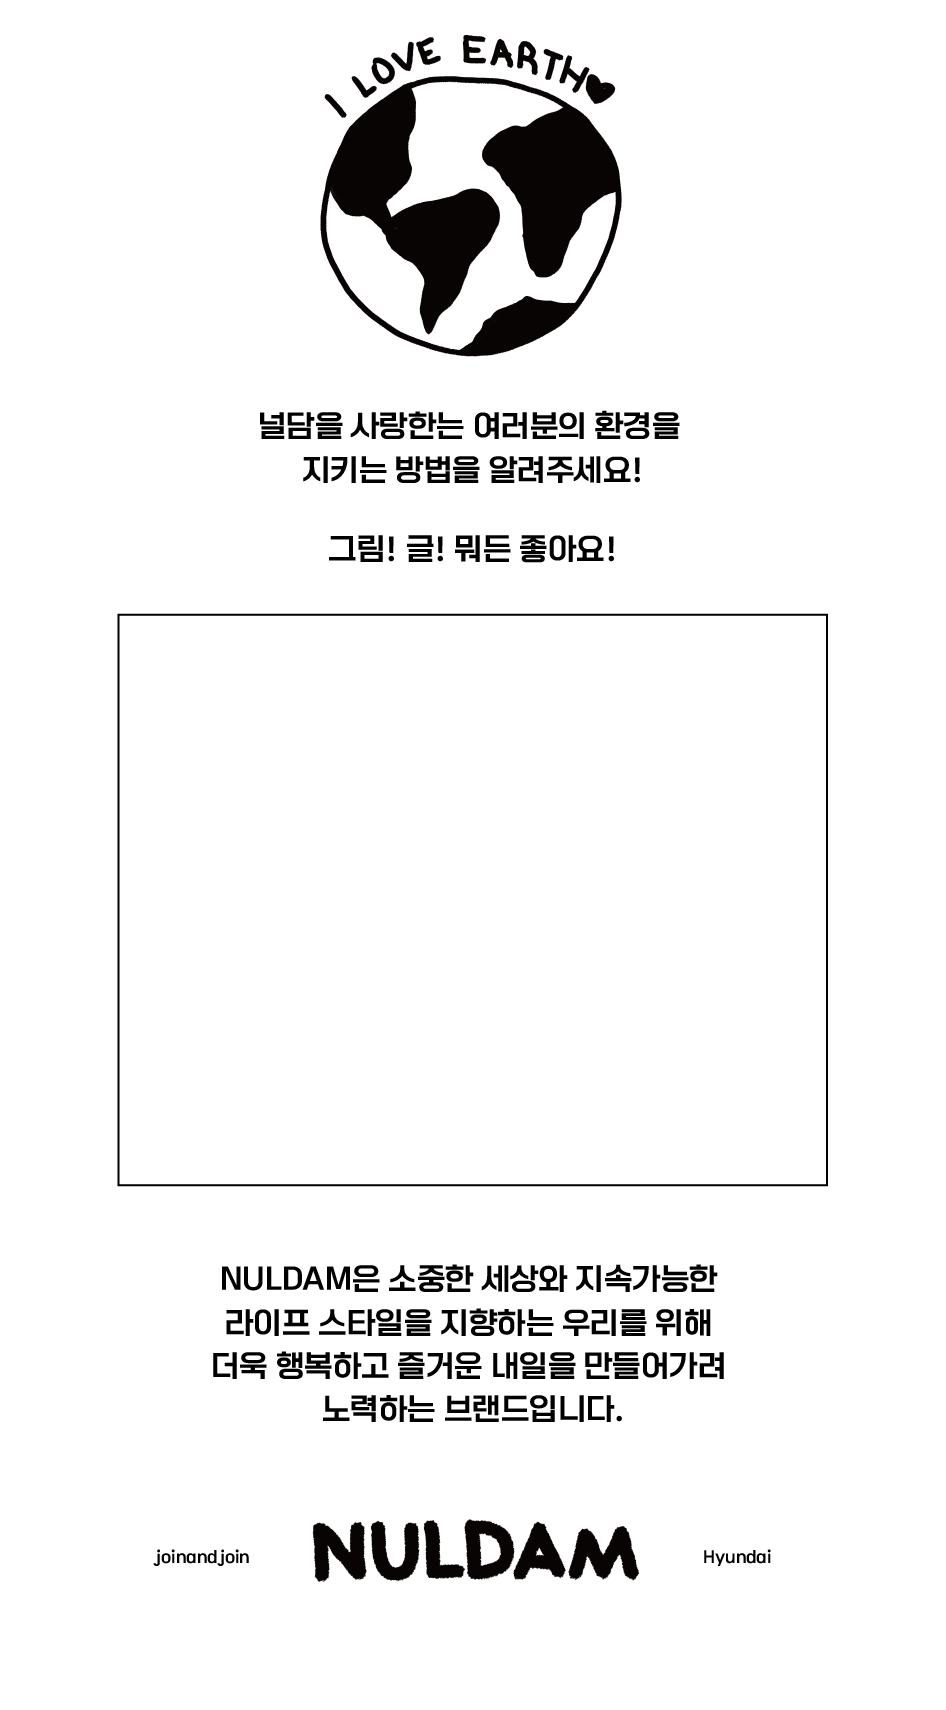 I LOVE EARTH
널담을 사랑한는 여러분의 환경을
지키는 방법을 알려주세요!
그림! 글! 뭐든 좋아요!
NULDAM은 소중한 세상와 지속가능한
라이프 스타일을 지향하는 우리를 위해
더욱 행복하고 즐거운 내일을 만들어가려
노력하는 브랜드입니다.
joinandjoin
NULDAM
Hyundai